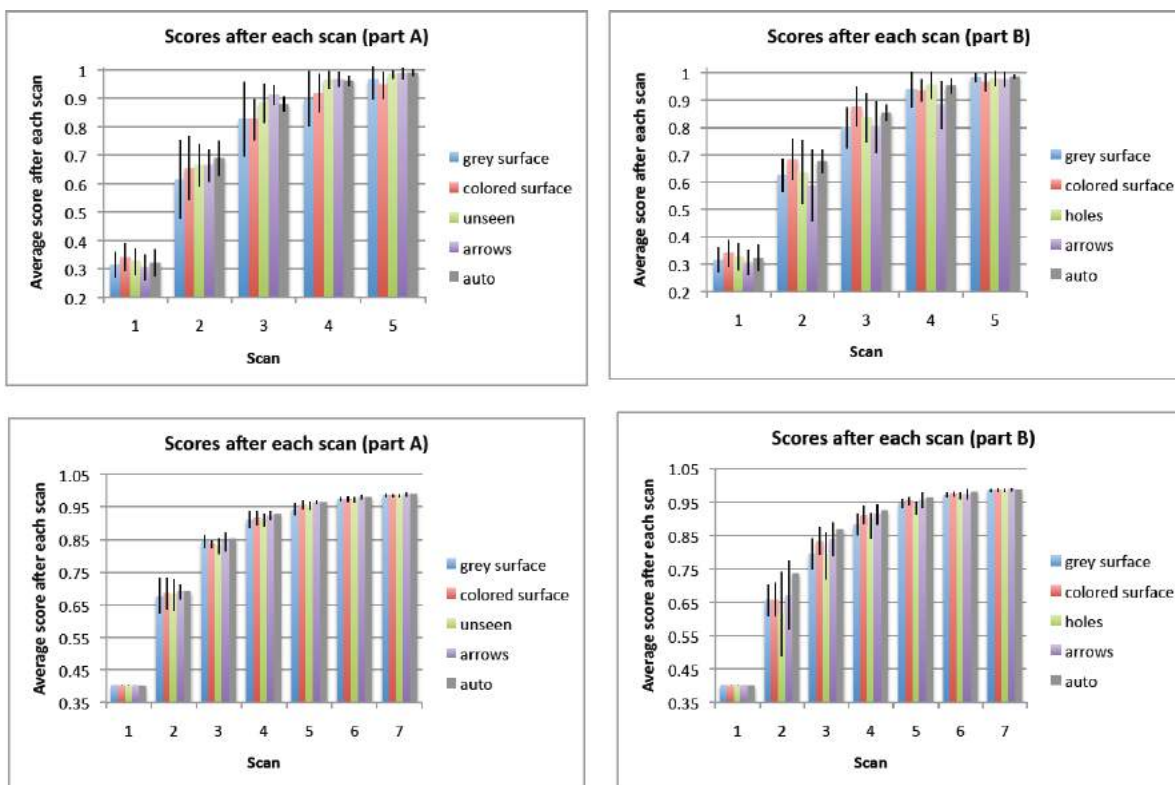 Scores after each scan (part A)
Average score after each scan
1
0.9
0.8
0.7
0.6
0.5
0.4
0.3
0.2
1 2 3 4 5
Scan
grey surface
colored surface
unseen
arrows
auto
Scores after each scan (part B)
Average score after each scan
1
0.9
0.8
0.7
0.6
0.5
0.4
0.3
0.2
1 2 3 4 5
Scan
grey surface
colored surface
holes
arrows
auto
Scores after each scan (part A)
Average score after each scan
1.05
0.95
0.85
0.75
0.65
0.55
0.45
0.35
1 2 3 4 5 6 7
Scan
grey surface
colored surface
unseen
arrows
auto
Scores after each scan (part B)
Average score after each scan
1.05
0.95
0.85
0.75
0.65
0.55
0.45
0.35
1 2 3 4 5 6 7
Scan
grey surface
colored surface
holes
arrows
auto